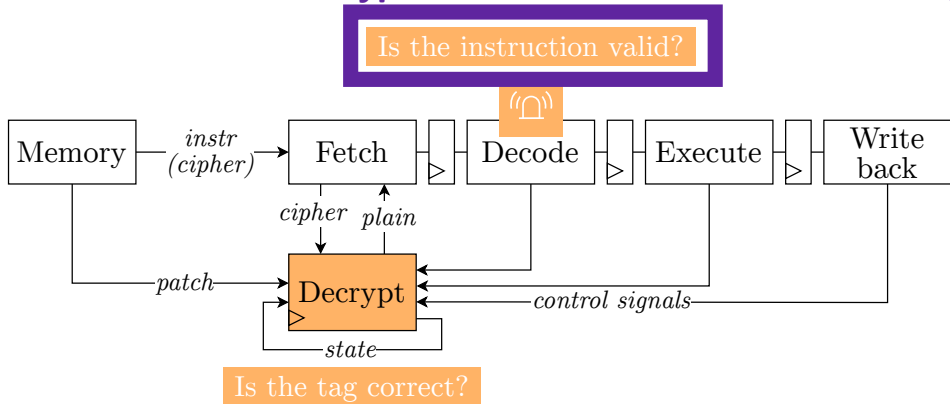 Is the instruction valid?
Memory
instr
(cipher)
Fetch
Decode
Execute
Write
back
cipher
plain
patch
Decrypt
control signals
state
Is the tag correct?